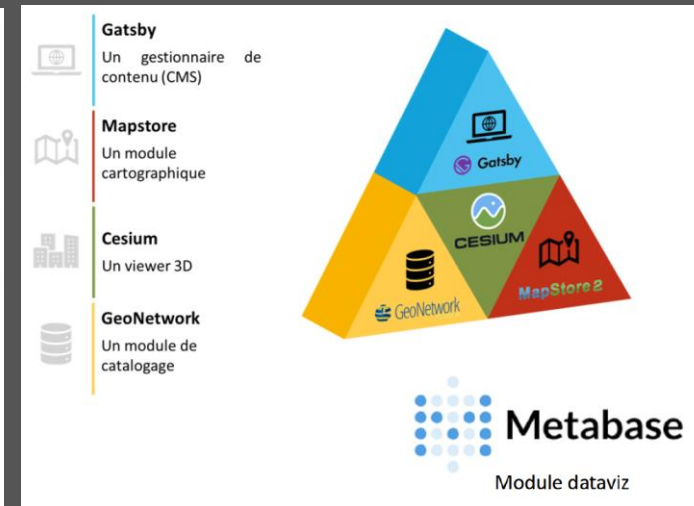 Gatsby
Un gestionnaire de
contenu (CMS)
Mapstore
Un module
cartographique
Cesium
Un viewer 3D
GeoNetwork
Un module de
catalogage
Gatsby
CESIUM
GeoNetwork
MapStore 2
Metabase
Module dataviz